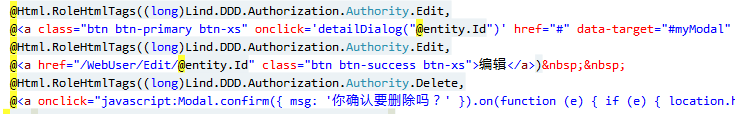 @Html.RoleHtmlTags((long)Lind.DDD.Authorization.Authority.Edit,
@<a class="btn btn-primary btn-xs" onclick='detailDialog("@entity.Id")' href="#" data-target="#myModal"
@Html.RoleHtmlTags((long)Lind.DDD.Authorization.Authority.Edit,
@<a href="/WebUser/Edit/@entity.Id" class="btn btn-success btn-xs">编辑</a>)&nbsp;&nbsp;
@Html.RoleHtmlTags((long)Lind.DDD.Authorization.Authority.Delete,
@<a onclick="javascript:Modal.confirm({ msg: '你确认要删除吗？' }).on(function (e) { if (e) { location.h